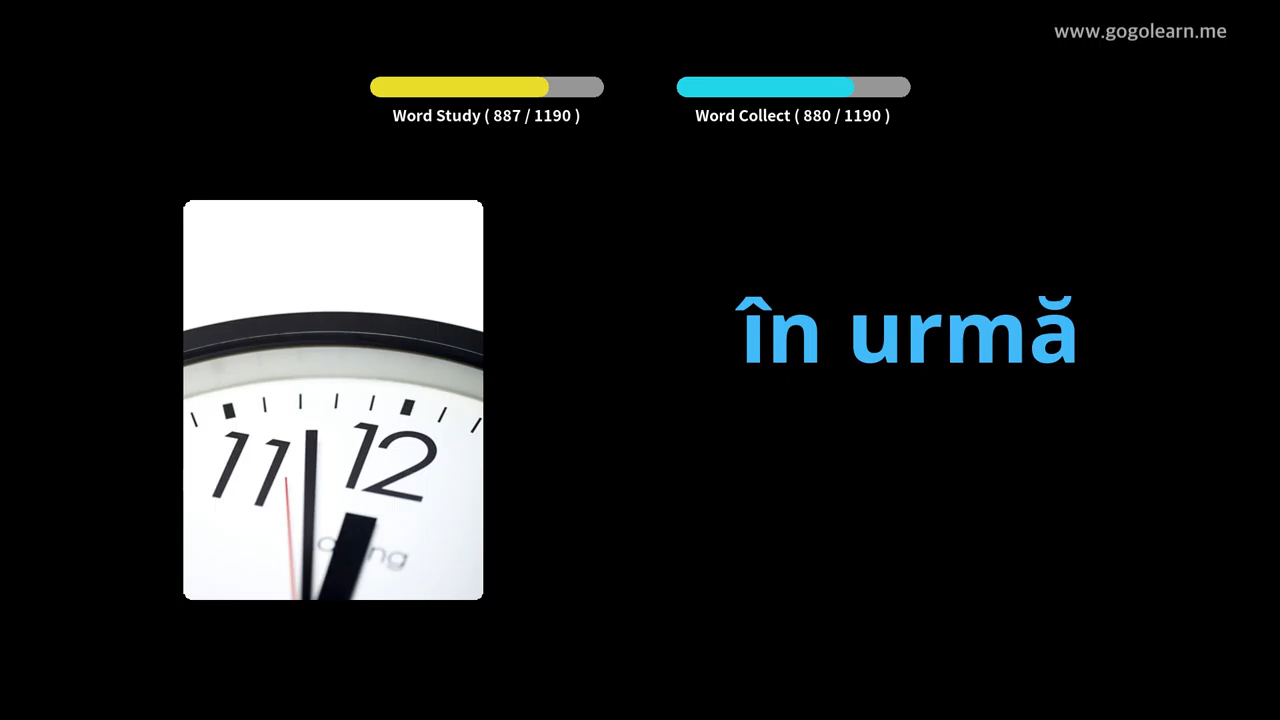 www.gogolearn.me
Word Study ( 887 / 1190 )
Word Collect ( 880 / 1190 )
în urmă
11
12